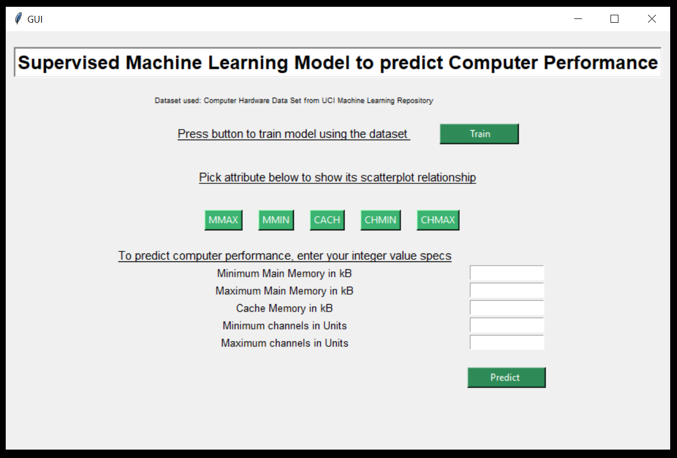 GUI
Supervised Machine Learning Model to predict Computer Performance
Dataset used: Computer Hardware Data Set from UCI Machine Learning Repository
Press button to train model using the dataset Train
Pick attribute below to show its scatterplot relationship
MMAX MMIN CACH CHMIN CHMAX
To predict computer performance, enter your integer value specs
Minimum Main Memory in kB
Maximum Main Memory in kB
Cache Memory in kB
Minimum channels in Units
Maximum channels in Units
Predict